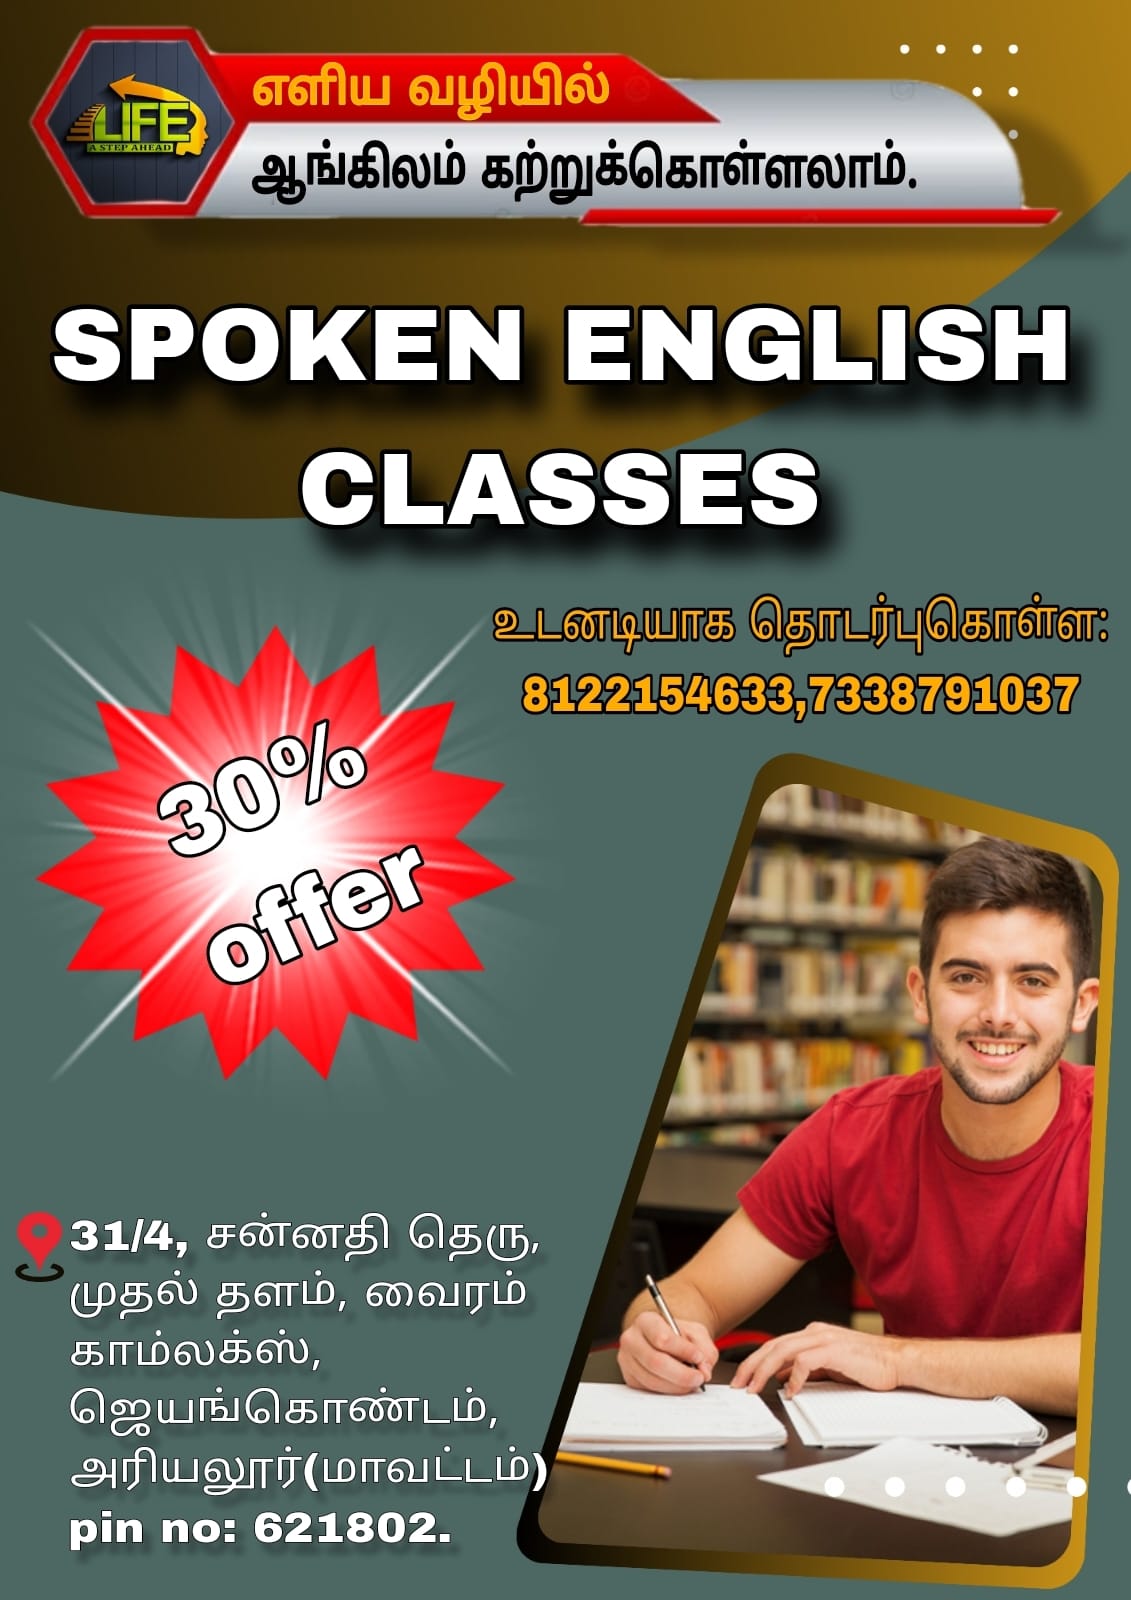 LIFE
A STEP AHEAD
எளிய வழியில்
ஆங்கிலம் கற்றுக்கொள்ளலாம்.
SPOKEN ENGLISH
CLASSES
உடனடியாக தொடர்புகொள்ள:
8122154633,7338791037
30%
offer
31/4, சன்னதி தெரு,
முதல் தளம், வைரம்
காம்லக்ஸ்,
ஜெயங்கொண்டம்,
அரியலூர்(மாவட்டம்)
pin no: 621802.